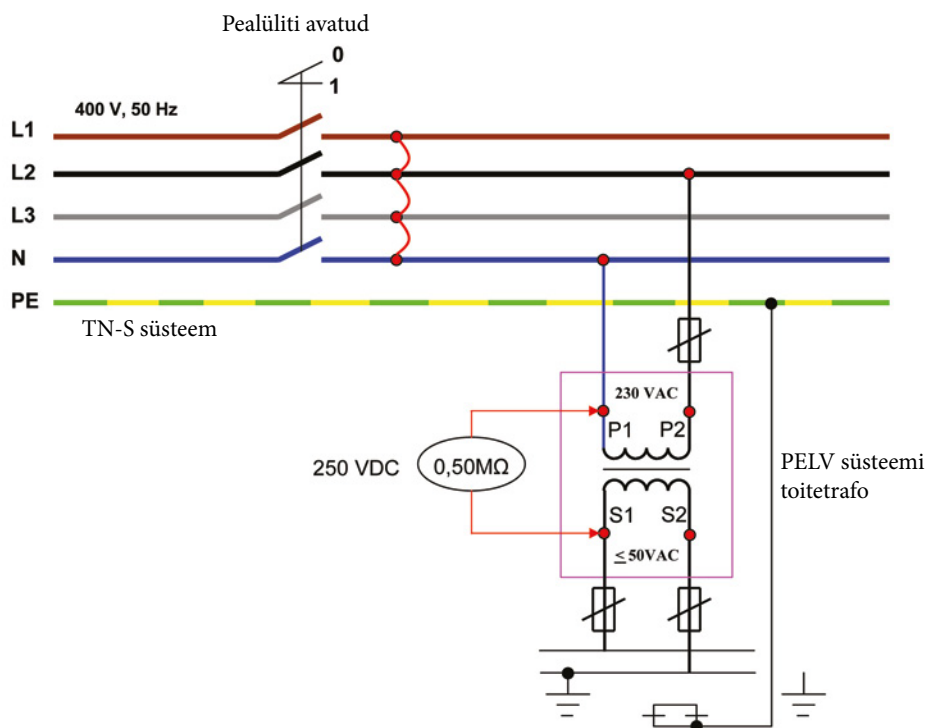 Pealüliti avatud
0
1
400 V, 50 Hz
L1
L2
L3
N
PE
TN-S süsteem
230 VAC
P1 P2
250 VDC
0,50MΩ
PELV süsteemi
toitetrafo
S1 S2
≤ 50VAC